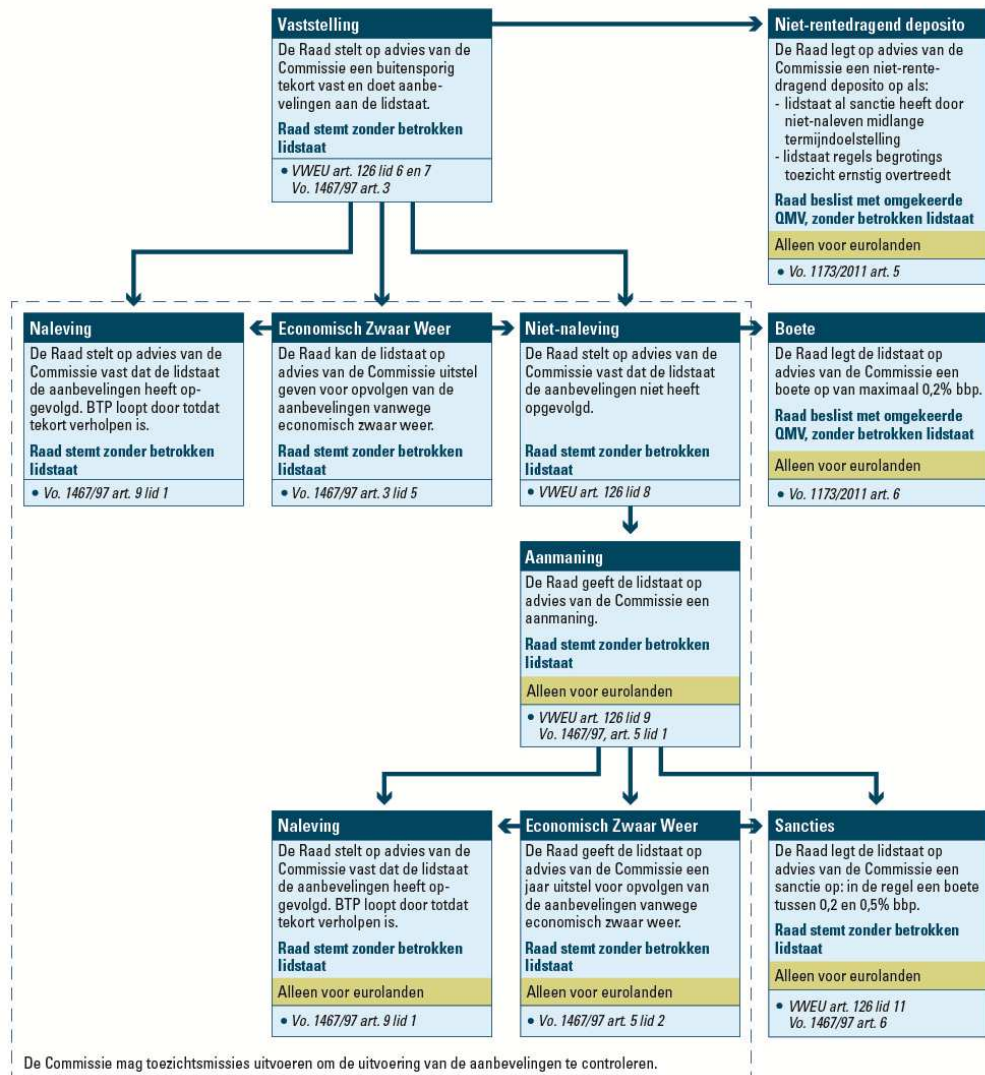 Vaststelling
De Raad stelt op advies van de
Commissie een buitensporig
tekort vast en doet aanbe-
velingen aan de lidstaat.
Raad stemt zonder betrokken
lidstaat
• VWEU art. 126 lid 6 en 7
Vo. 1467/97 art. 3
Niet-rentedragend deposito
De Raad legt op advies van de
Commissie een niet-rente-
dragend deposito op als:
- lidstaat al sanctie heeft door
niet-naleven midlange
termijndoelstelling
- lidstaat regels begrotings
toezicht ernstig overtreedt
Raad beslist met omgekeerde
QMV, zonder betrokken lidstaat
Alleen voor eurolanden
• Vo. 1173/2011 art. 5
Naleving
De Raad stelt op advies van de
Commissie vast dat de lidstaat
de aanbevelingen heeft op-
gevolgd. BTP loopt door totdat
tekort verholpen is.
Raad stemt zonder betrokken
lidstaat
• Vo. 1467/97 art. 9 lid 1
Economisch Zwaar Weer
De Raad kan de lidstaat op
advies van de Commissie uitstel
geven voor opvolgen van de
aanbevelingen vanwege
economisch zwaar weer.
Raad stemt zonder betrokken
lidstaat
• Vo. 1467/97 art. 3 lid 5
Niet-naleving
De Raad stelt op advies van de
Commissie vast dat de lidstaat
de aanbevelingen niet heeft
opgevolgd.
Raad stemt zonder betrokken
lidstaat
• VWEU art. 126 lid 8
Boete
De Raad legt de lidstaat op
advies van de Commissie een
boete op van maximaal 0,2% bbp.
Raad beslist met omgekeerde
QMV, zonder betrokken lidstaat
Alleen voor eurolanden
• Vo. 1173/2011 art. 6
Aanmaning
De Raad geeft de lidstaat op
advies van de Commissie een
aanmaning.
Raad stemt zonder betrokken
lidstaat
Alleen voor eurolanden
• VWEU art. 126 lid 9
Vo. 1467/97, art. 5 lid 1
Naleving
De Raad stelt op advies van de
Commissie vast dat de lidstaat
de aanbevelingen heeft op-
gevolgd. BTP loopt door totdat
tekort verholpen is.
Raad stemt zonder betrokken
lidstaat
Alleen voor eurolanden
• Vo. 1467/97 art. 9 lid 1
Economisch Zwaar Weer
De Raad geeft de lidstaat op
advies van de Commissie een
jaar uitstel voor opvolgen van
de aanbevelingen vanwege
economisch zwaar weer.
Raad stemt zonder betrokken
lidstaat
Alleen voor eurolanden
• Vo. 1467/97 art. 5 lid 2
Sancties
De Raad legt de lidstaat op
advies van de Commissie een
sanctie op: in de regel een boete
tussen 0,2 en 0,5% bbp.
Raad stemt zonder betrokken
lidstaat
Alleen voor eurolanden
• VWEU art. 126 lid 11
Vo. 1467/97 art. 6
De Commissie mag toezichtsmissies uitvoeren om de uitvoering van de aanbevelingen te controleren.